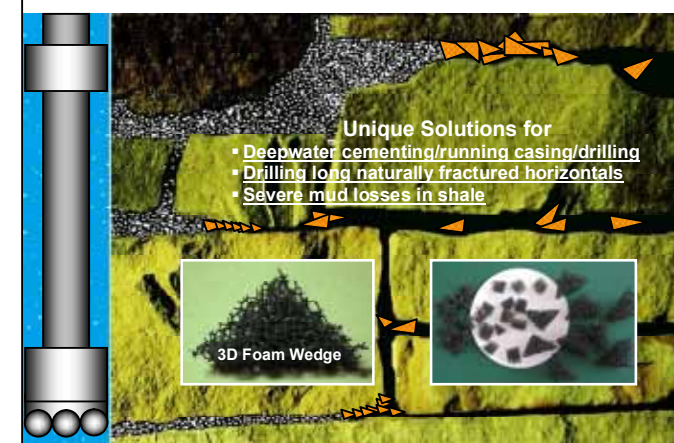 Unique Solutions for
▪ Deepwater cementing/running casing/drilling
▪ Drilling long naturally fractured horizontals
▪ Severe mud losses in shale
3D Foam Wedge